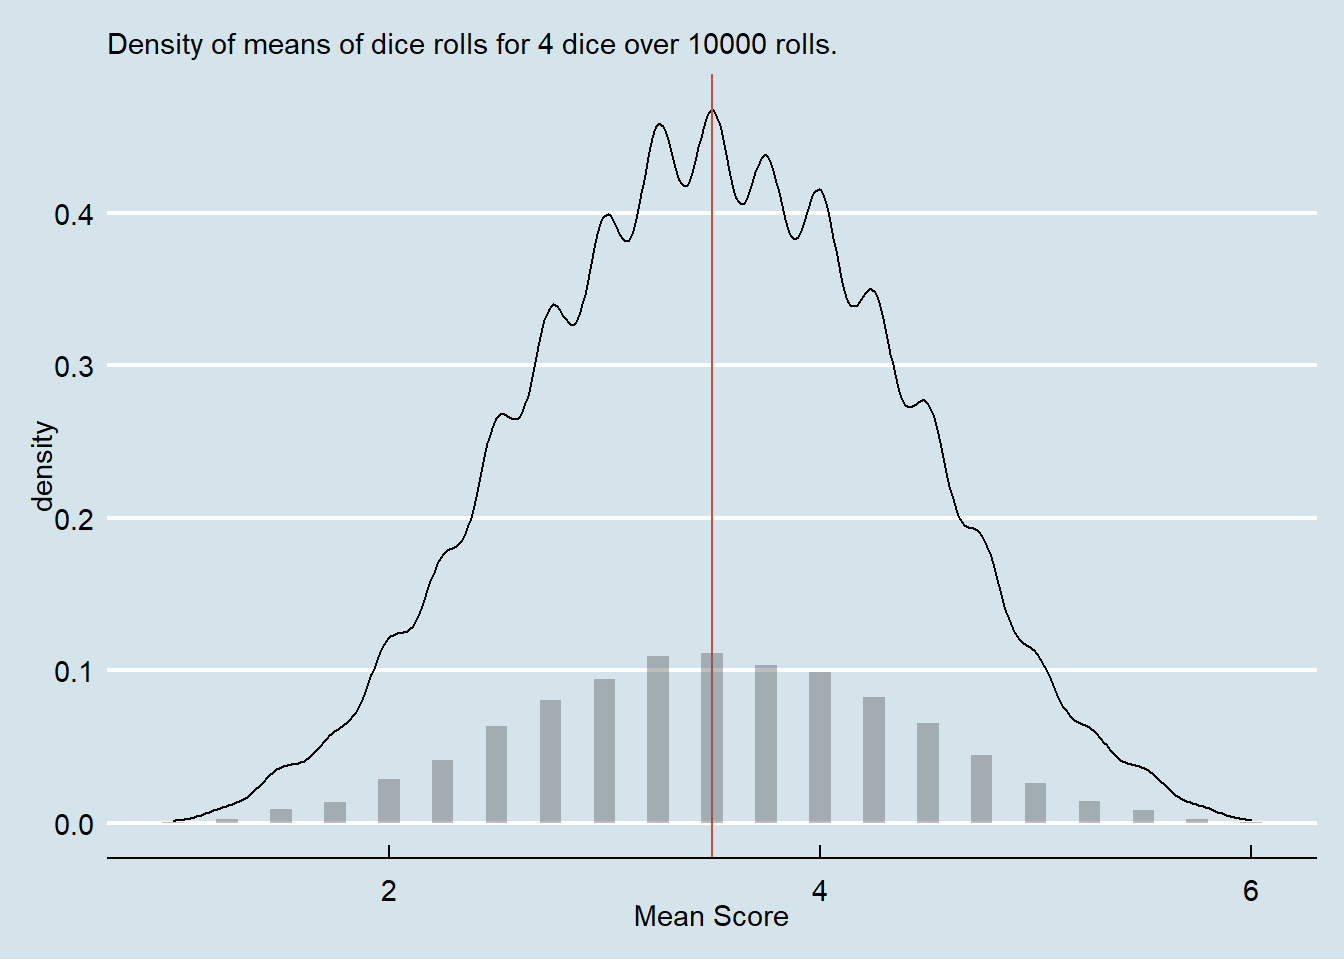 Density of means of dice rolls for 4 dice over 10000 rolls.
0.4
0.3
density
0.2
0.1
0.0
2
4
6
Mean Score